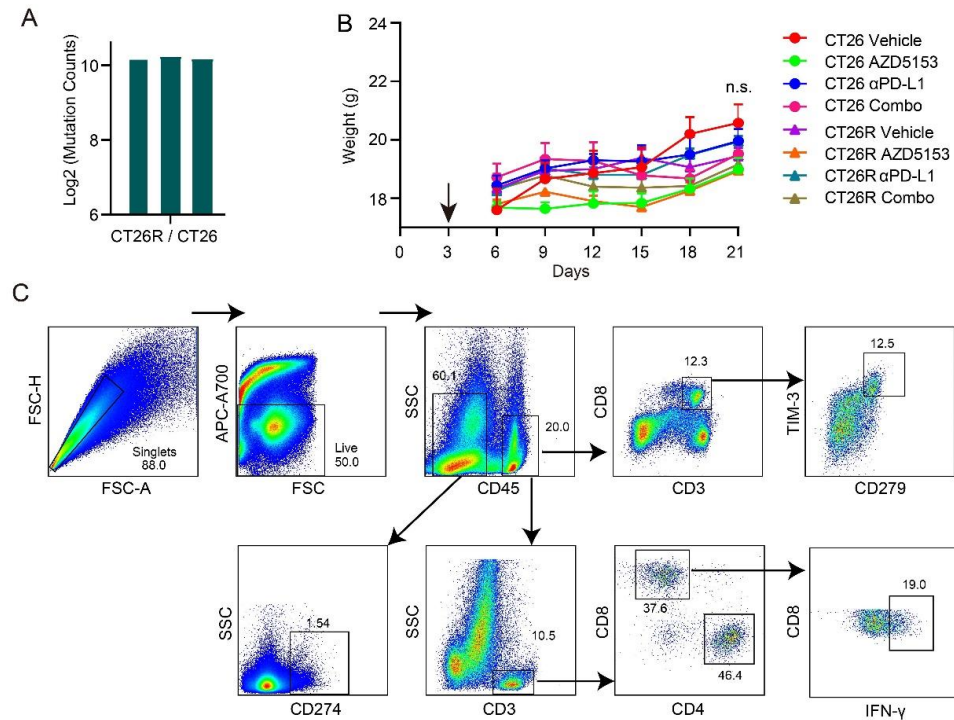 A
Log2 (Mutation Counts)
10
8
6
CT26R / CT26
B
Weight (g)
24
22
20
18
0
3
6
9
12
15
18
21
Days
n.s.
CT26 Vehicle
CT26 AZD5153
CT26 αPD-L1
CT26 Combo
CT26R Vehicle
CT26R AZD5153
CT26R αPD-L1
CT26R Combo
C
FSC-H
Singlets
88.0
FSC-A
APC-A700
Live
50.0
FSC
SSC
60.1
20.0
CD45
CD8
12.3
CD3
TIM-3
12.5
CD279
SSC
1.54
CD274
SSC
10.5
CD3
CD8
37.6
46.4
CD4
CD8
19.0
IFN-γ